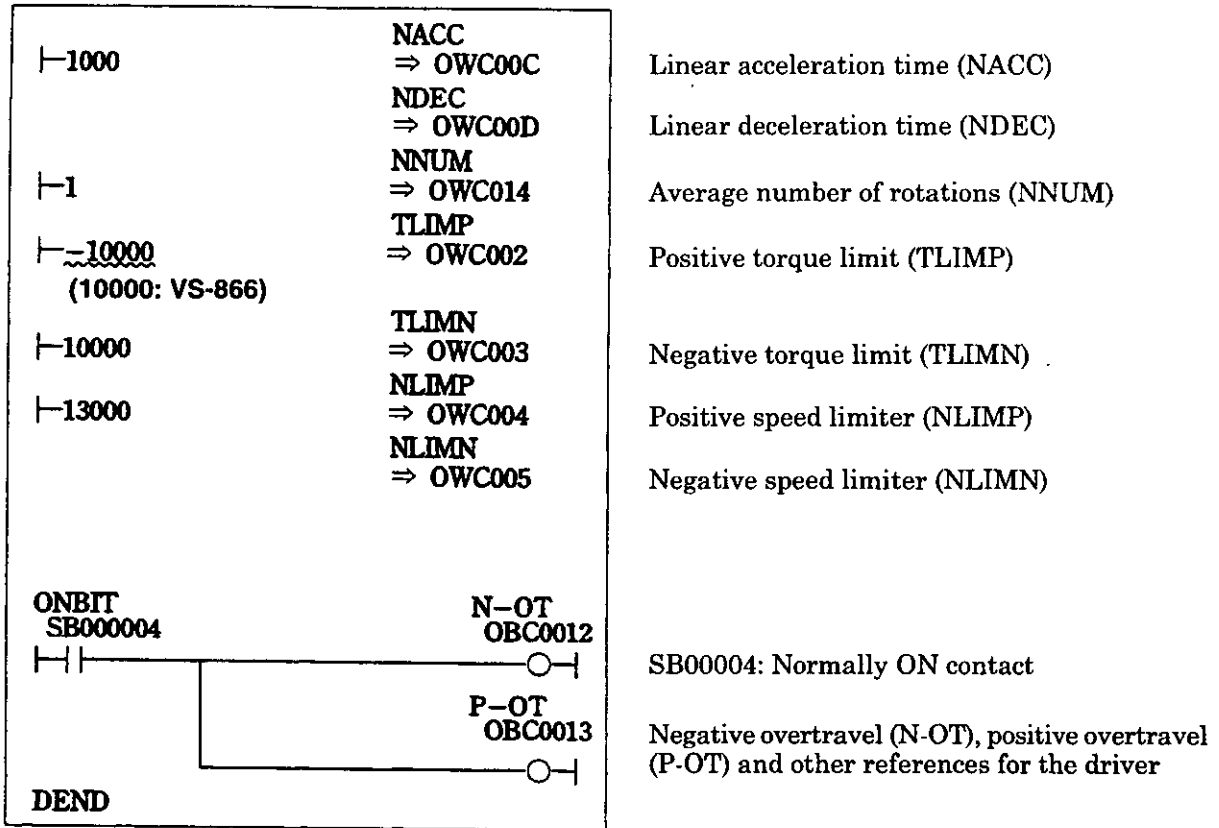 NACC
⊢1000 ⇒ OWC00C Linear acceleration time (NACC)
NDEC
⇒ OWC00D Linear deceleration time (NDEC)
NNUM
⊢1 ⇒ OWC014 Average number of rotations (NNUM)
TLIMP
⊢−10000 ⇒ OWC002 Positive torque limit (TLIMP)
(10000: VS-866)
TLIMN
⊢10000 ⇒ OWC003 Negative torque limit (TLIMN)
NLIMP
⊢13000 ⇒ OWC004 Positive speed limiter (NLIMP)
NLIMN
⇒ OWC005 Negative speed limiter (NLIMN)
ONBIT N−OT
SB000004 OBC0012
SB00004: Normally ON contact
P−OT
OBC0013
Negative overtravel (N-OT), positive overtravel
(P-OT) and other references for the driver
DEND